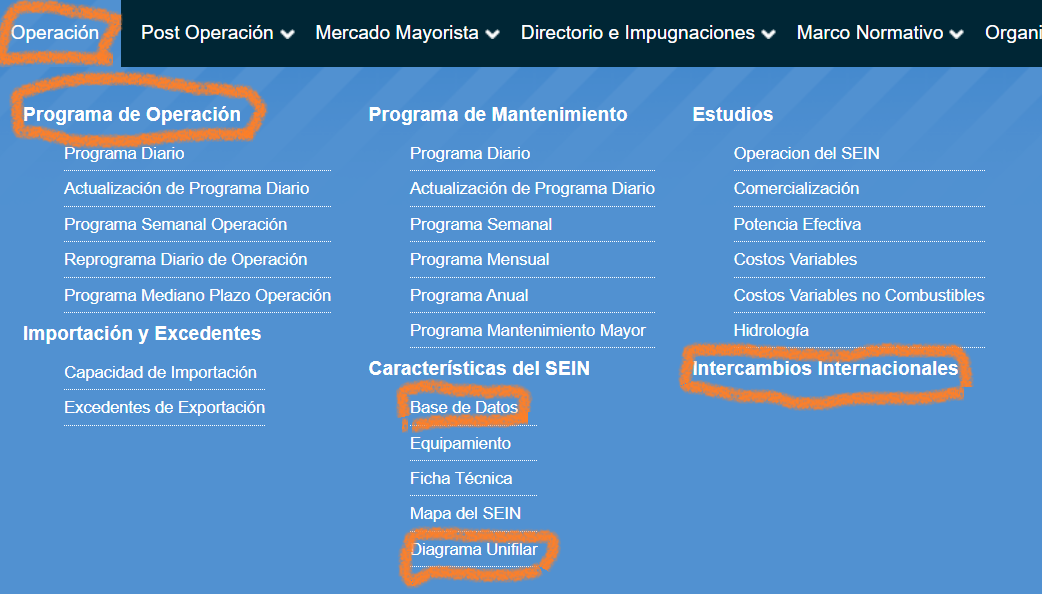 Operación Post Operación Mercado Mayorista Directorio e Impugnaciones Marco Normativo Organi
Programa de Operación
Programa Diario
Actualización de Programa Diario
Programa Semanal Operación
Reprograma Diario de Operación
Programa Mediano Plazo Operación
Importación y Excedentes
Capacidad de Importación
Excedentes de Exportación
Programa de Mantenimiento
Programa Diario
Actualización de Programa Diario
Programa Semanal
Programa Mensual
Programa Anual
Programa Mantenimiento Mayor
Características del SEIN
Base de Datos
Equipamiento
Ficha Técnica
Mapa del SEIN
Diagrama Unifilar
Estudios
Operacion del SEIN
Comercialización
Potencia Efectiva
Costos Variables
Costos Variables no Combustibles
Hidrología
Intercambios Internacionales